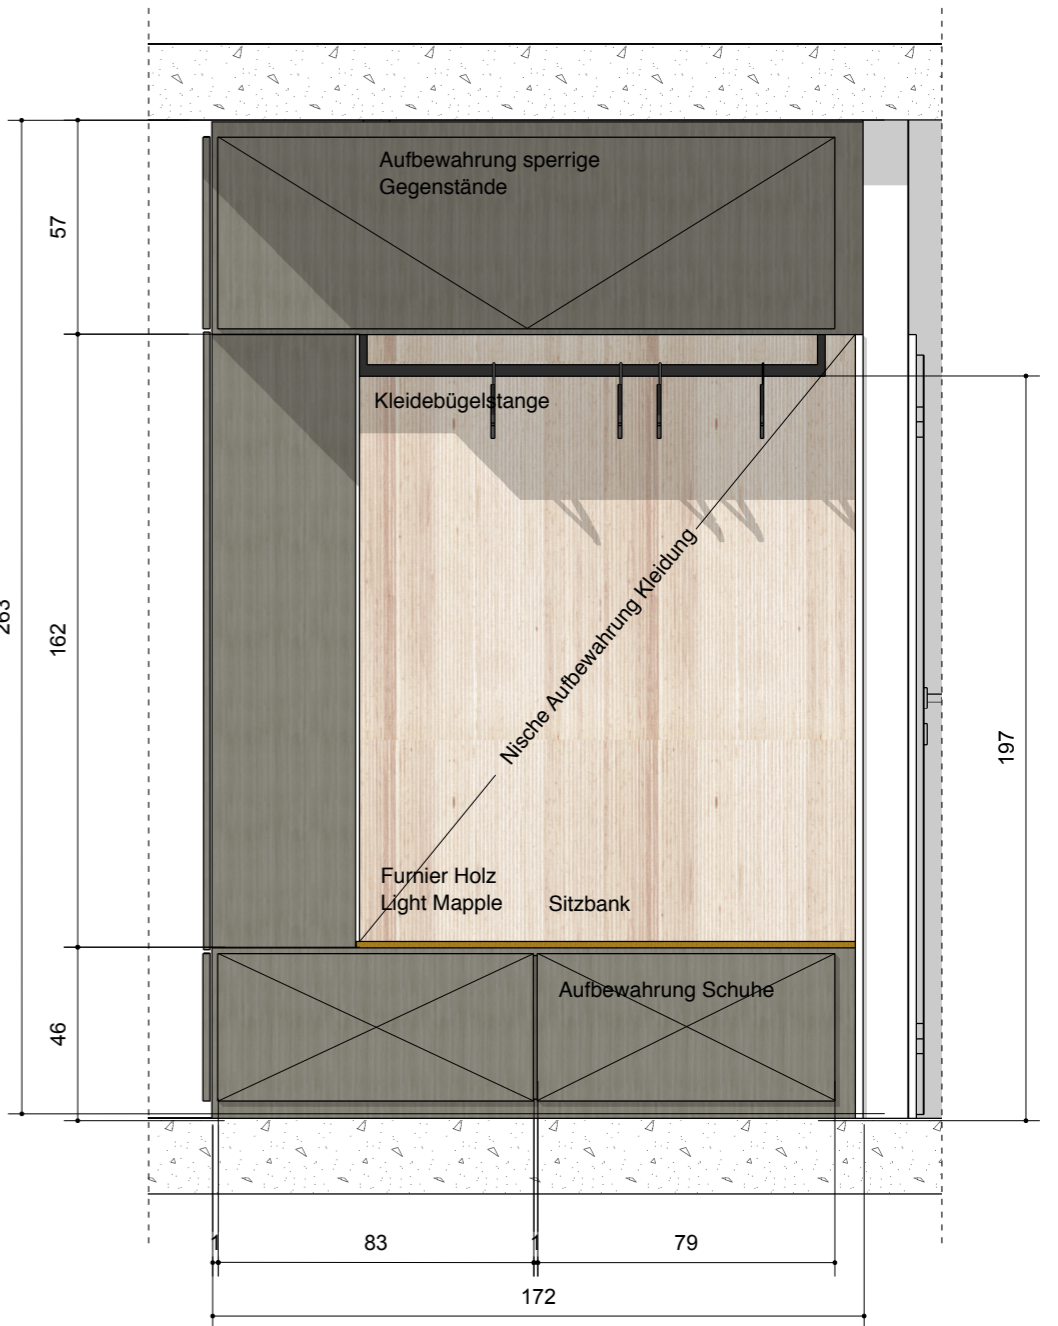 Aufbewahrung sperrige
Gegenstände
57
Kleidebügelstange
263
162
Nische Aufbewahrung Kleidung
197
Furnier Holz
Light Mapple
Sitzbank
Aufbewahrung Schuhe
46
1
83
1
79
172